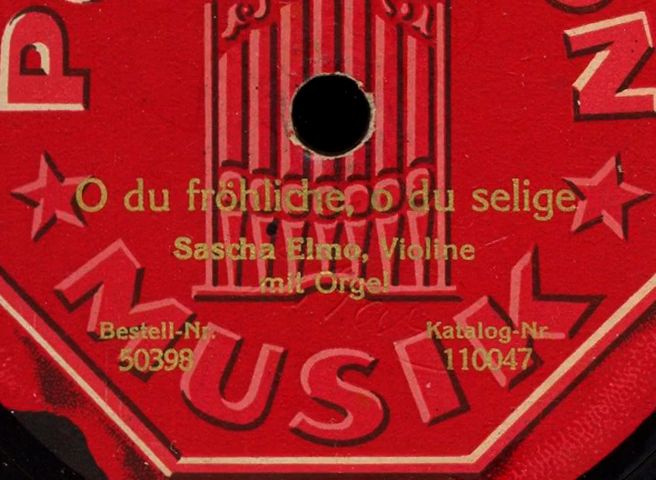 O du fröhliche, o du selige
Sascha Elmo, Violine
mit Orgel
Bestell-Nr. Katalog-Nr.
50398 110047
MUSIK